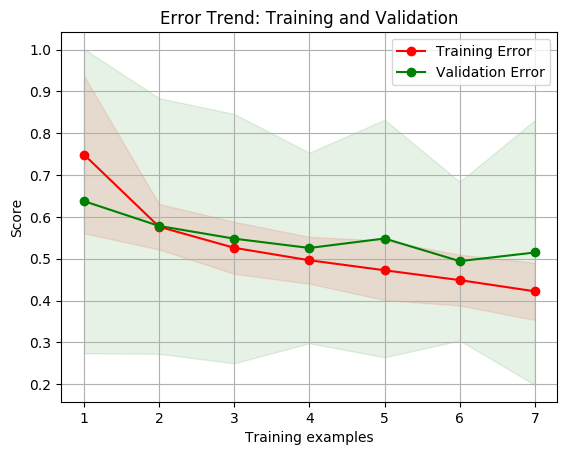 Error Trend: Training and Validation
Training Error
Validation Error
Score
1.0
0.9
0.8
0.7
0.6
0.5
0.4
0.3
0.2
1 2 3 4 5 6 7
Training examples